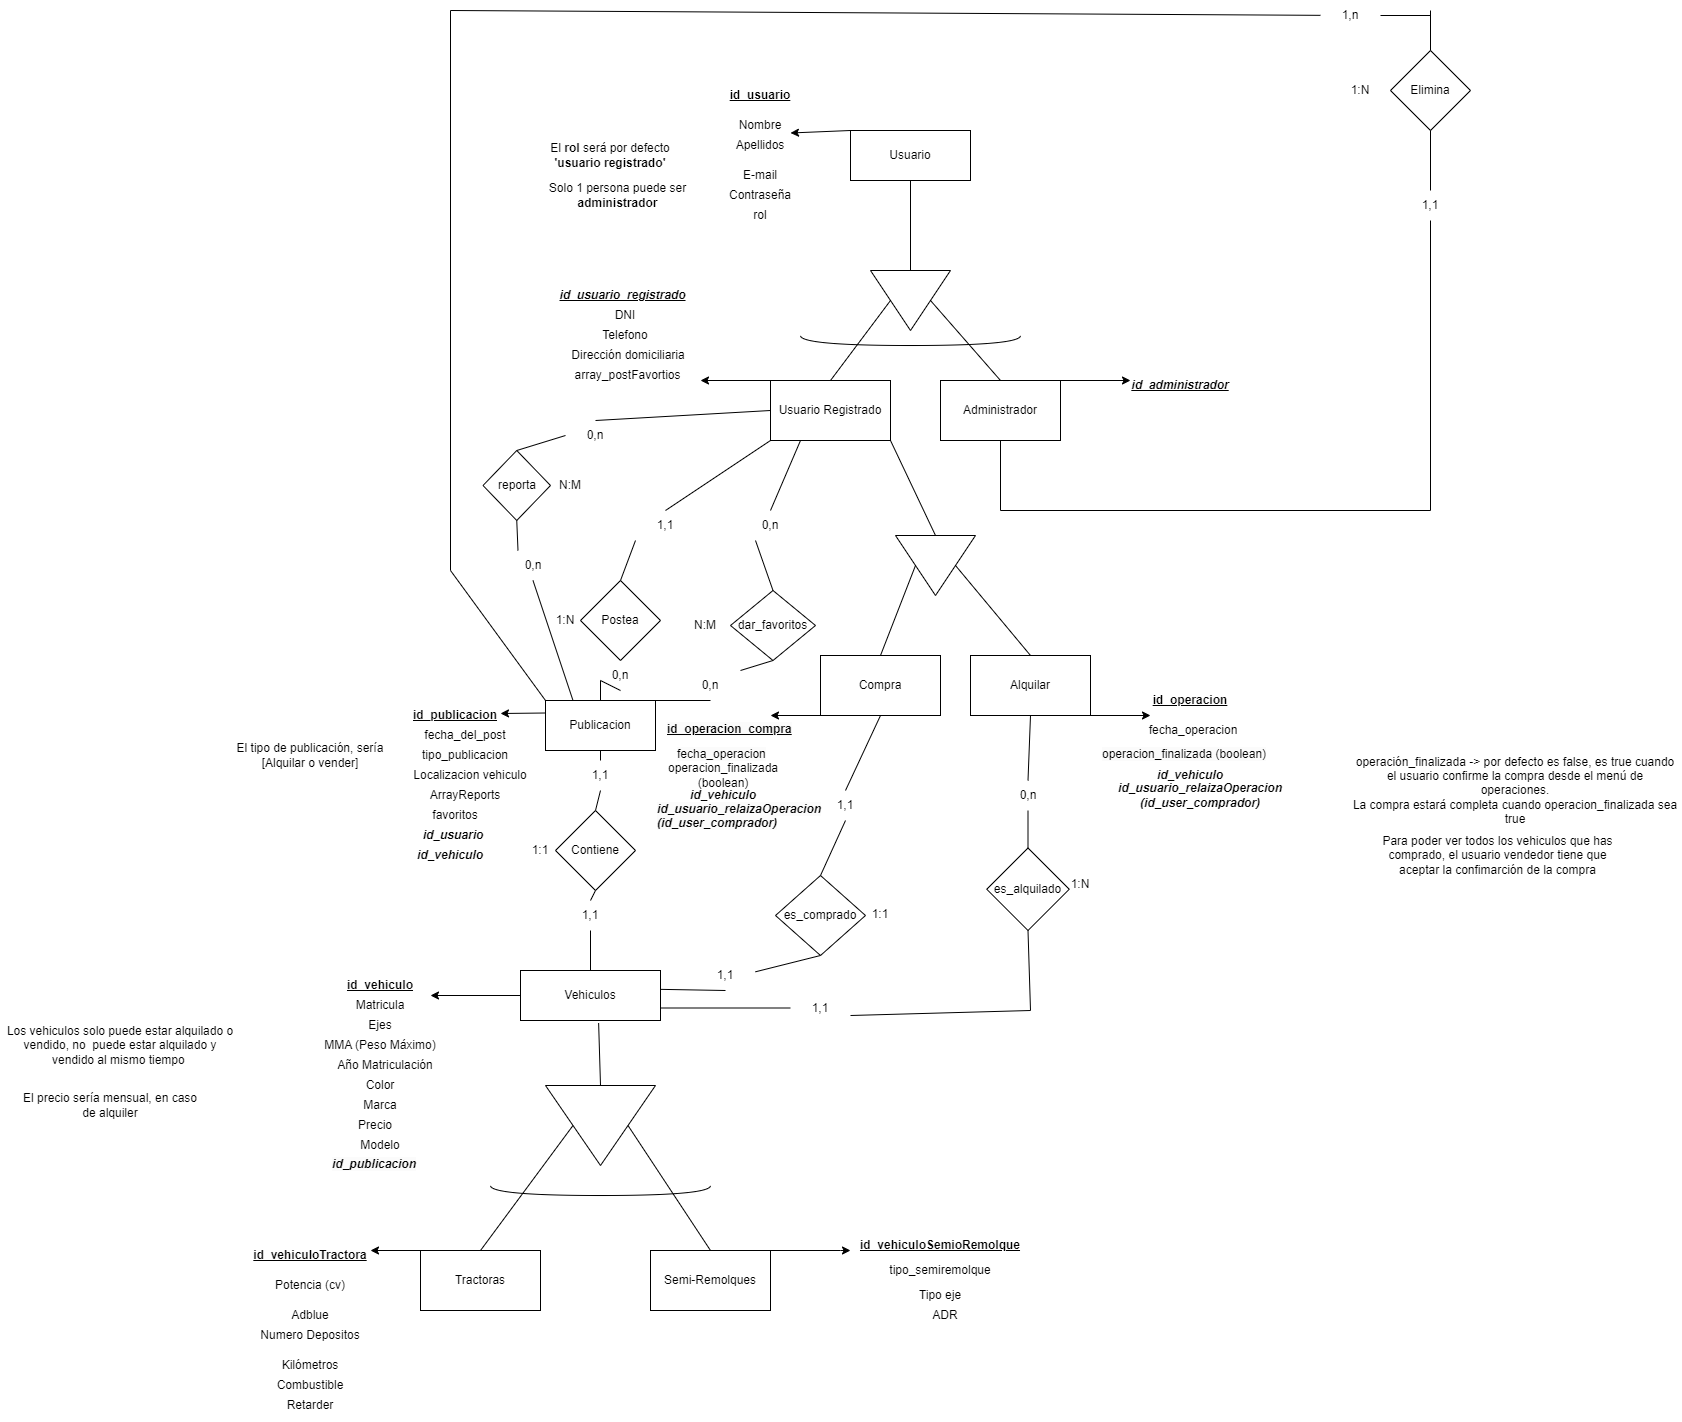 1,n
Elimina
1:N
1,1
id_usuario
Nombre
Apellidos
E-mail
Contraseña
rol
Usuario
El rol será por defecto
'usuario registrado'
Solo 1 persona puede ser
administrador
id_usuario_registrado
DNI
Telefono
Dirección domiciliaria
array_postFavortios
Usuario Registrado
Administrador
id_administrador
0,n
reporta
N:M
0,n
1,1
Postea
1:N
0,n
0,n
dar_favoritos
N:M
0,n
Compra
Alquilar
id_publicacion
fecha_del_post
tipo_publicacion
Localizacion vehiculo
ArrayReports
favoritos
id_usuario
id_vehiculo
Publicacion
El tipo de publicación, sería
[Alquilar o vender]
id_operacion_compra
fecha_operacion
operacion_finalizada
(boolean)
id_vehiculo
id_usuario_relaizaOperacion
(id_user_comprador)
id_operacion
fecha_operacion
operacion_finalizada (boolean)
id_vehiculo
id_usuario_relaizaOperacion
(id_user_comprador)
operación_finalizada -> por defecto es false, es true cuando
el usuario confirme la compra desde el menú de
operaciones.
La compra estará completa cuando operacion_finalizada sea
true
Para poder ver todos los vehiculos que has
comprado, el usuario vendedor tiene que
aceptar la confimarción de la compra
1,1
Contiene
1:1
1,1
1,1
es_comprado
1:1
1,1
0,n
es_alquilado
1:N
1,1
Vehiculos
id_vehiculo
Matricula
Ejes
MMA (Peso Máximo)
Año Matriculación
Color
Marca
Precio
Modelo
id_publicacion
Los vehiculos solo puede estar alquilado o
vendido, no puede estar alquilado y
vendido al mismo tiempo
El precio sería mensual, en caso
de alquiler
id_vehiculoTractora
Potencia (cv)
Adblue
Numero Depositos
Kilómetros
Combustible
Retarder
Tractoras
Semi-Remolques
id_vehiculoSemioRemolque
tipo_semiremolque
Tipo eje
ADR